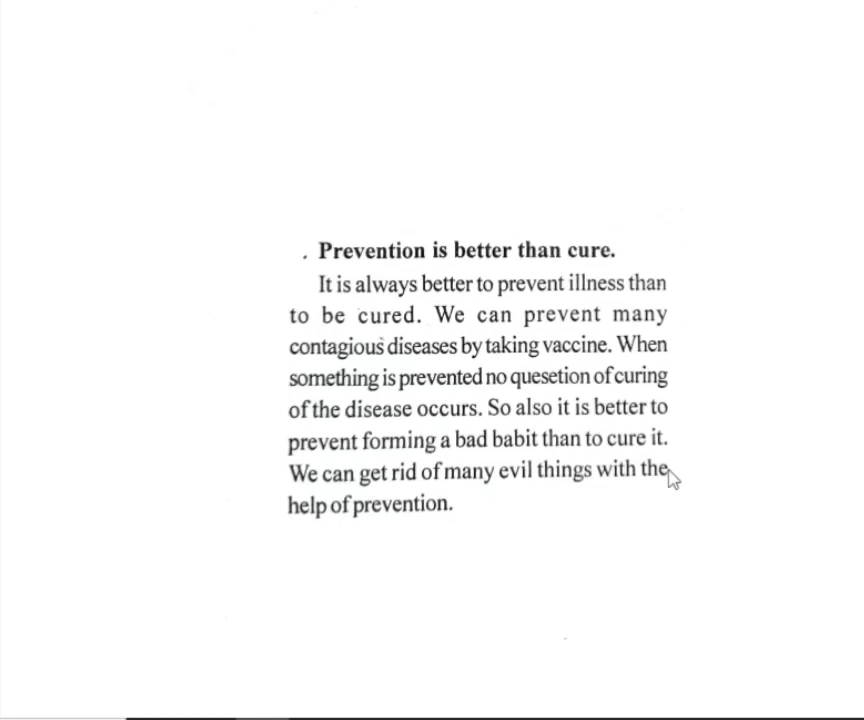 . Prevention is better than cure.
It is always better to prevent illness than
to be cured. We can prevent many
contagious diseases by taking vaccine. When
something is prevented no quesetion of curing
of the disease occurs. So also it is better to
prevent forming a bad babit than to cure it.
We can get rid of many evil things with the
help of prevention.